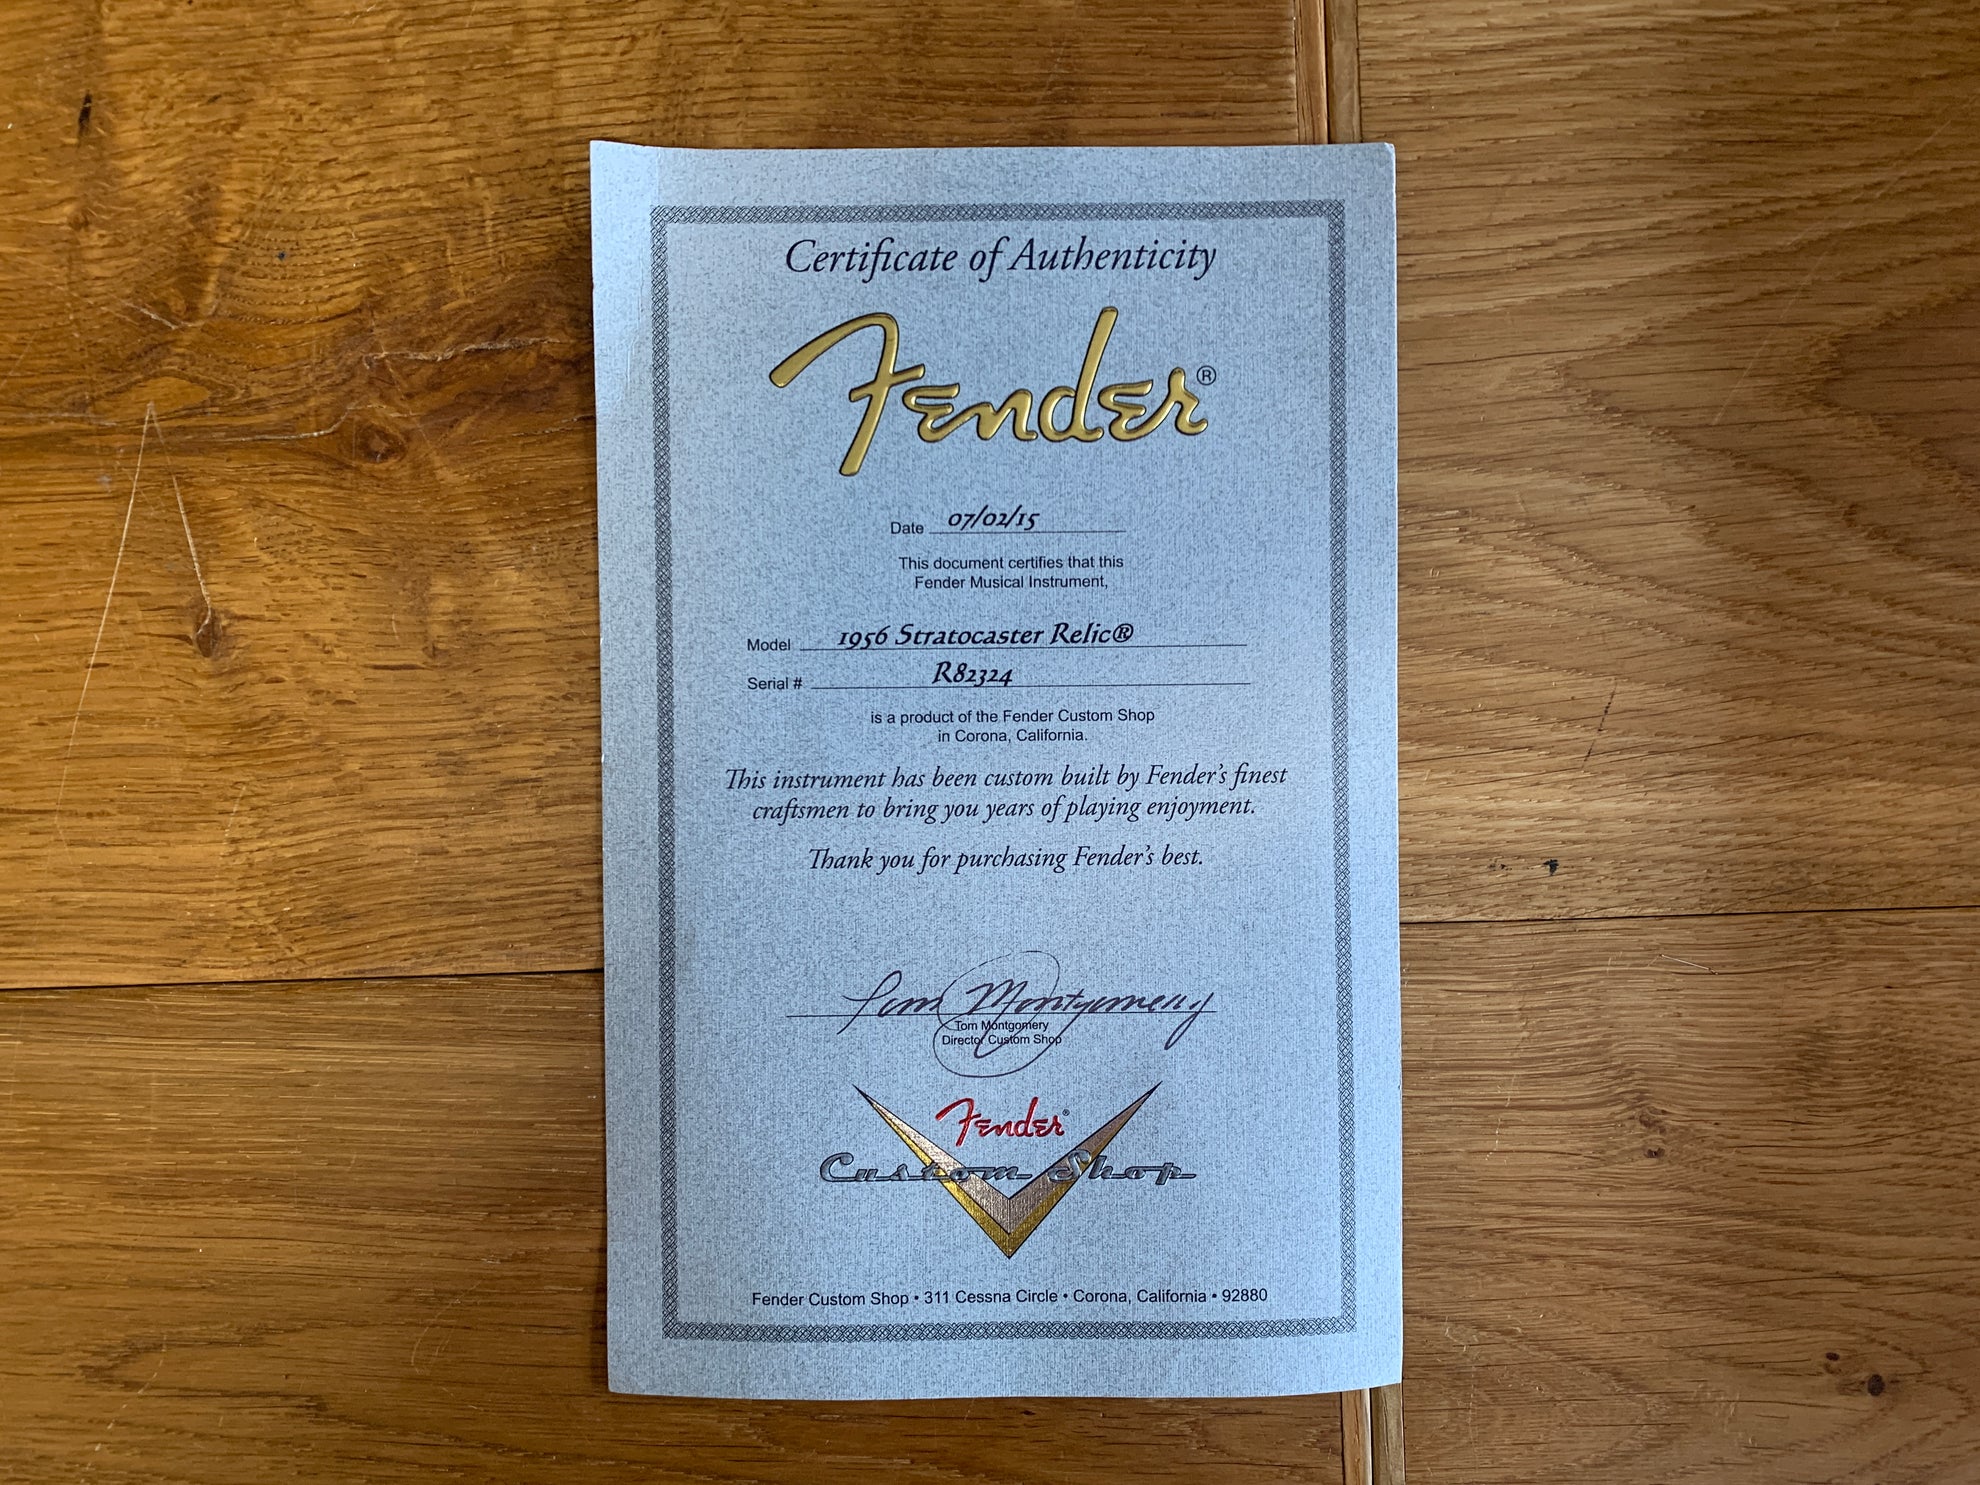 Certificate of Authenticity
Fender®
Date 07/02/15
This document certifies that this
Fender Musical Instrument,
Model 1956 Stratocaster Relic®
Serial # R82324
is a product of the Fender Custom Shop
in Corona, California.
This instrument has been custom built by Fender's finest
craftsmen to bring you years of playing enjoyment.
Thank you for purchasing Fender's best.
Tom Montgomery
Tom Montgomery
Director Custom Shop
Fender®
Custom Shop
Fender Custom Shop • 311 Cessna Circle • Corona, California • 92880